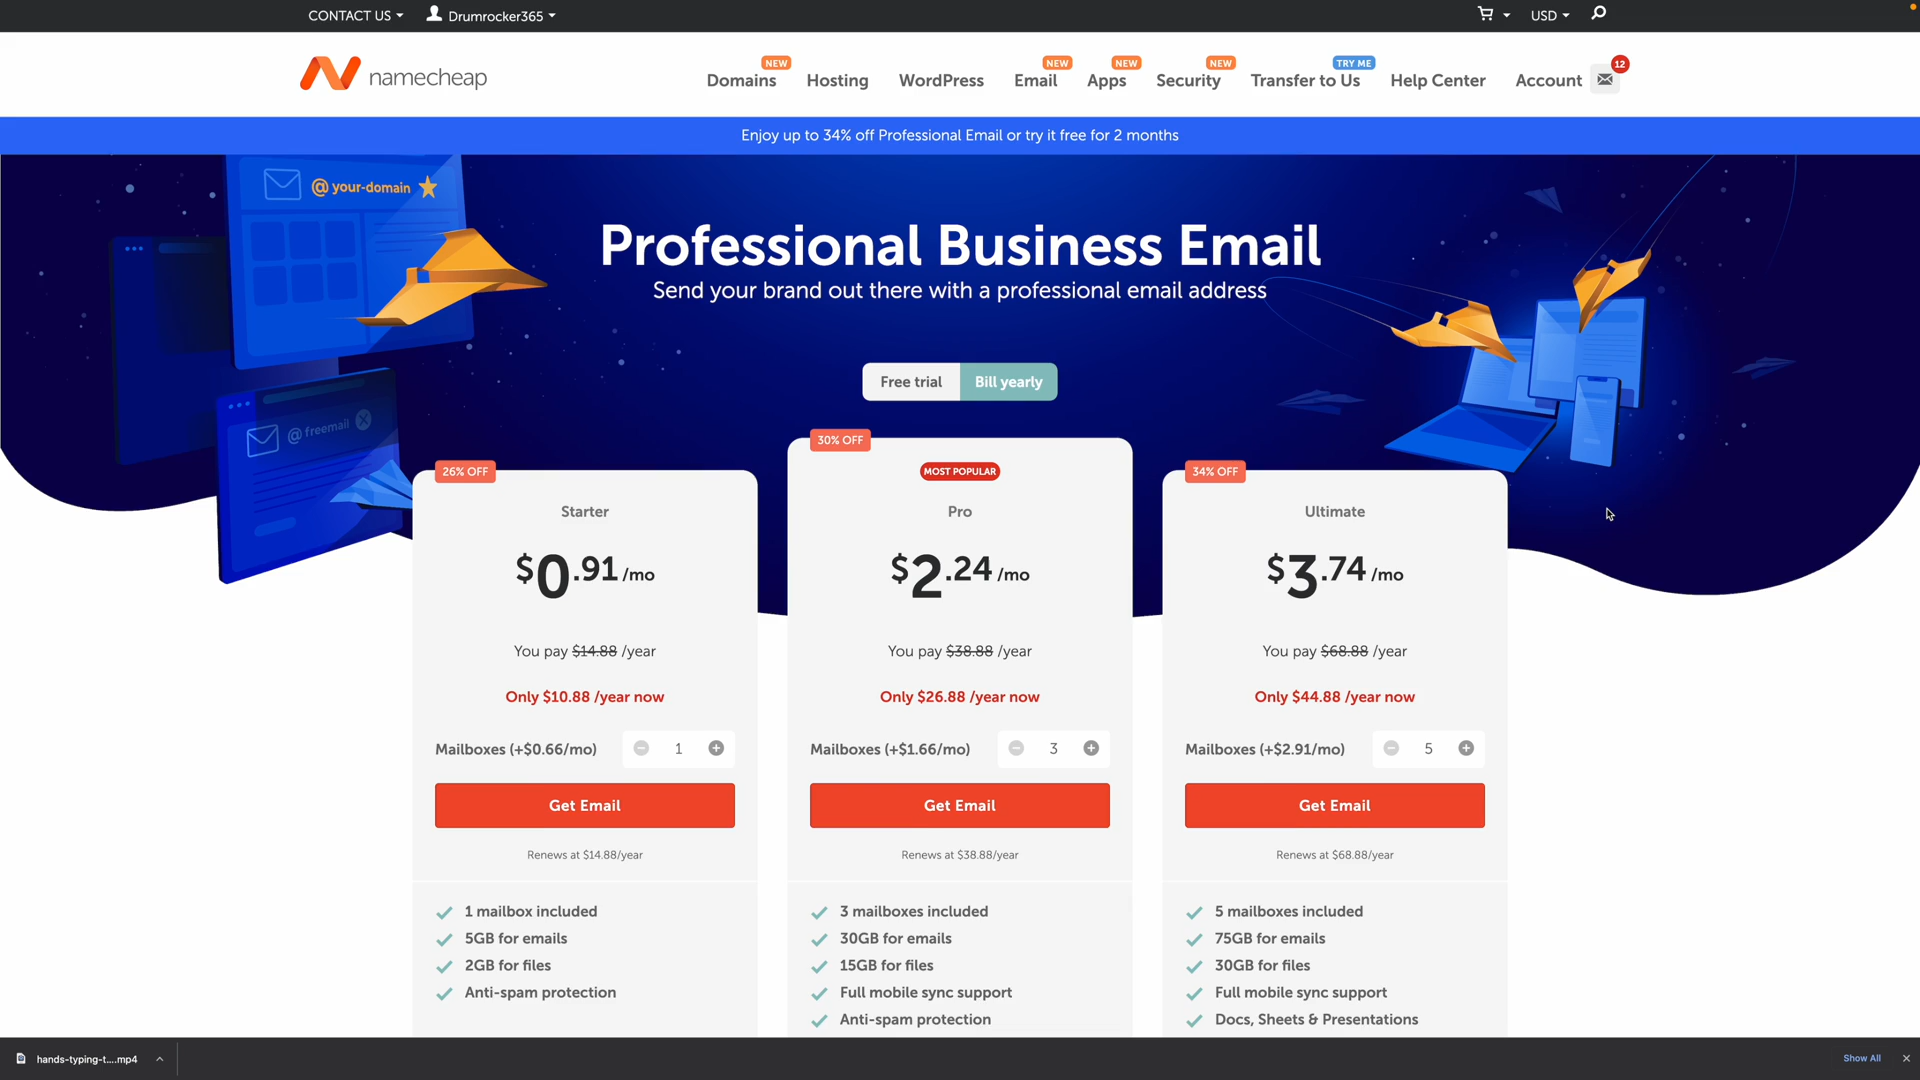 CONTACT US
Drumrocker365
USD
namecheap
NEW
Domains
Hosting
WordPress
NEW
Email
NEW
Apps
NEW
Security
TRY ME
Transfer to Us
Help Center
Account
12
Enjoy up to 34% off Professional Email or try it free for 2 months
@your-domain
@freemail
Professional Business Email
Send your brand out there with a professional email address
Free trial
Bill yearly
26% OFF
Starter
$0.91/mo
You pay $14.88 /year
Only $10.88 /year now
Mailboxes (+$0.66/mo)
1
Get Email
Renews at $14.88/year
1 mailbox included
5GB for emails
2GB for files
Anti-spam protection
30% OFF
MOST POPULAR
Pro
$2.24/mo
You pay $38.88 /year
Only $26.88 /year now
Mailboxes (+$1.66/mo)
3
Get Email
Renews at $38.88/year
3 mailboxes included
30GB for emails
15GB for files
Full mobile sync support
Anti-spam protection
34% OFF
Ultimate
$3.74/mo
You pay $68.88 /year
Only $44.88 /year now
Mailboxes (+$2.91/mo)
5
Get Email
Renews at $68.88/year
5 mailboxes included
75GB for emails
30GB for files
Full mobile sync support
Docs, Sheets & Presentations
hands-typing-t....mp4
Show All